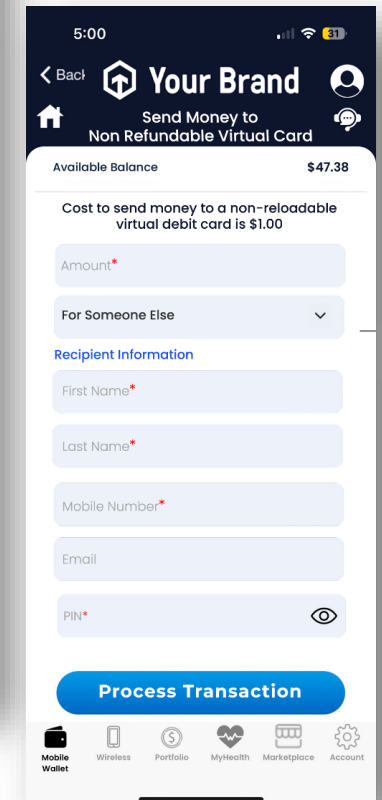 5:00
31
Back
Your Brand
Send Money to
Non Refundable Virtual Card
Available Balance $47.38
Cost to send money to a non-reloadable
virtual debit card is $1.00
Amount*
For Someone Else
Recipient Information
First Name*
Last Name*
Mobile Number*
Email
PIN*
Process Transaction
Mobile Wallet
Wireless
Portfolio
MyHealth
Marketplace
Account